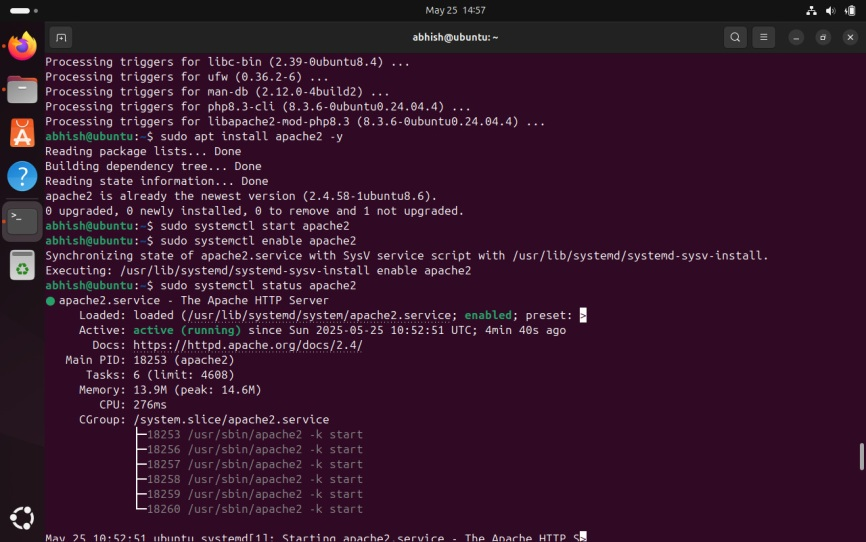 May 25 14:57
abhish@ubuntu: ~
Processing triggers for libc-bin (2.39-0ubuntu8.4) ...
Processing triggers for ufw (0.36.2-6) ...
Processing triggers for man-db (2.12.0-4build2) ...
Processing triggers for php8.3-cli (8.3.6-0ubuntu0.24.04.4) ...
Processing triggers for libapache2-mod-php8.3 (8.3.6-0ubuntu0.24.04.4) ...
abhish@ubuntu:~$ sudo apt install apache2 -y
Reading package lists... Done
Building dependency tree... Done
Reading state information... Done
apache2 is already the newest version (2.4.58-1ubuntu8.6).
0 upgraded, 0 newly installed, 0 to remove and 1 not upgraded.
abhish@ubuntu:~$ sudo systemctl start apache2
abhish@ubuntu:~$ sudo systemctl enable apache2
Synchronizing state of apache2.service with SysV service script with /usr/lib/systemd/systemd-sysv-install.
Executing: /usr/lib/systemd/systemd-sysv-install enable apache2
abhish@ubuntu:~$ sudo systemctl status apache2
● apache2.service - The Apache HTTP Server
Loaded: loaded (/usr/lib/systemd/system/apache2.service; enabled; preset: >
Active: active (running) since Sun 2025-05-25 10:52:51 UTC; 4min 40s ago
Docs: https://httpd.apache.org/docs/2.4/
Main PID: 18253 (apache2)
Tasks: 6 (limit: 4608)
Memory: 13.9M (peak: 14.6M)
CPU: 276ms
CGroup: /system.slice/apache2.service
├─18253 /usr/sbin/apache2 -k start
├─18256 /usr/sbin/apache2 -k start
├─18257 /usr/sbin/apache2 -k start
├─18258 /usr/sbin/apache2 -k start
├─18259 /usr/sbin/apache2 -k start
└─18260 /usr/sbin/apache2 -k start
May 25 10:52:51 ubuntu systemd[1]: Starting apache2.service - The Apache HTTP S>